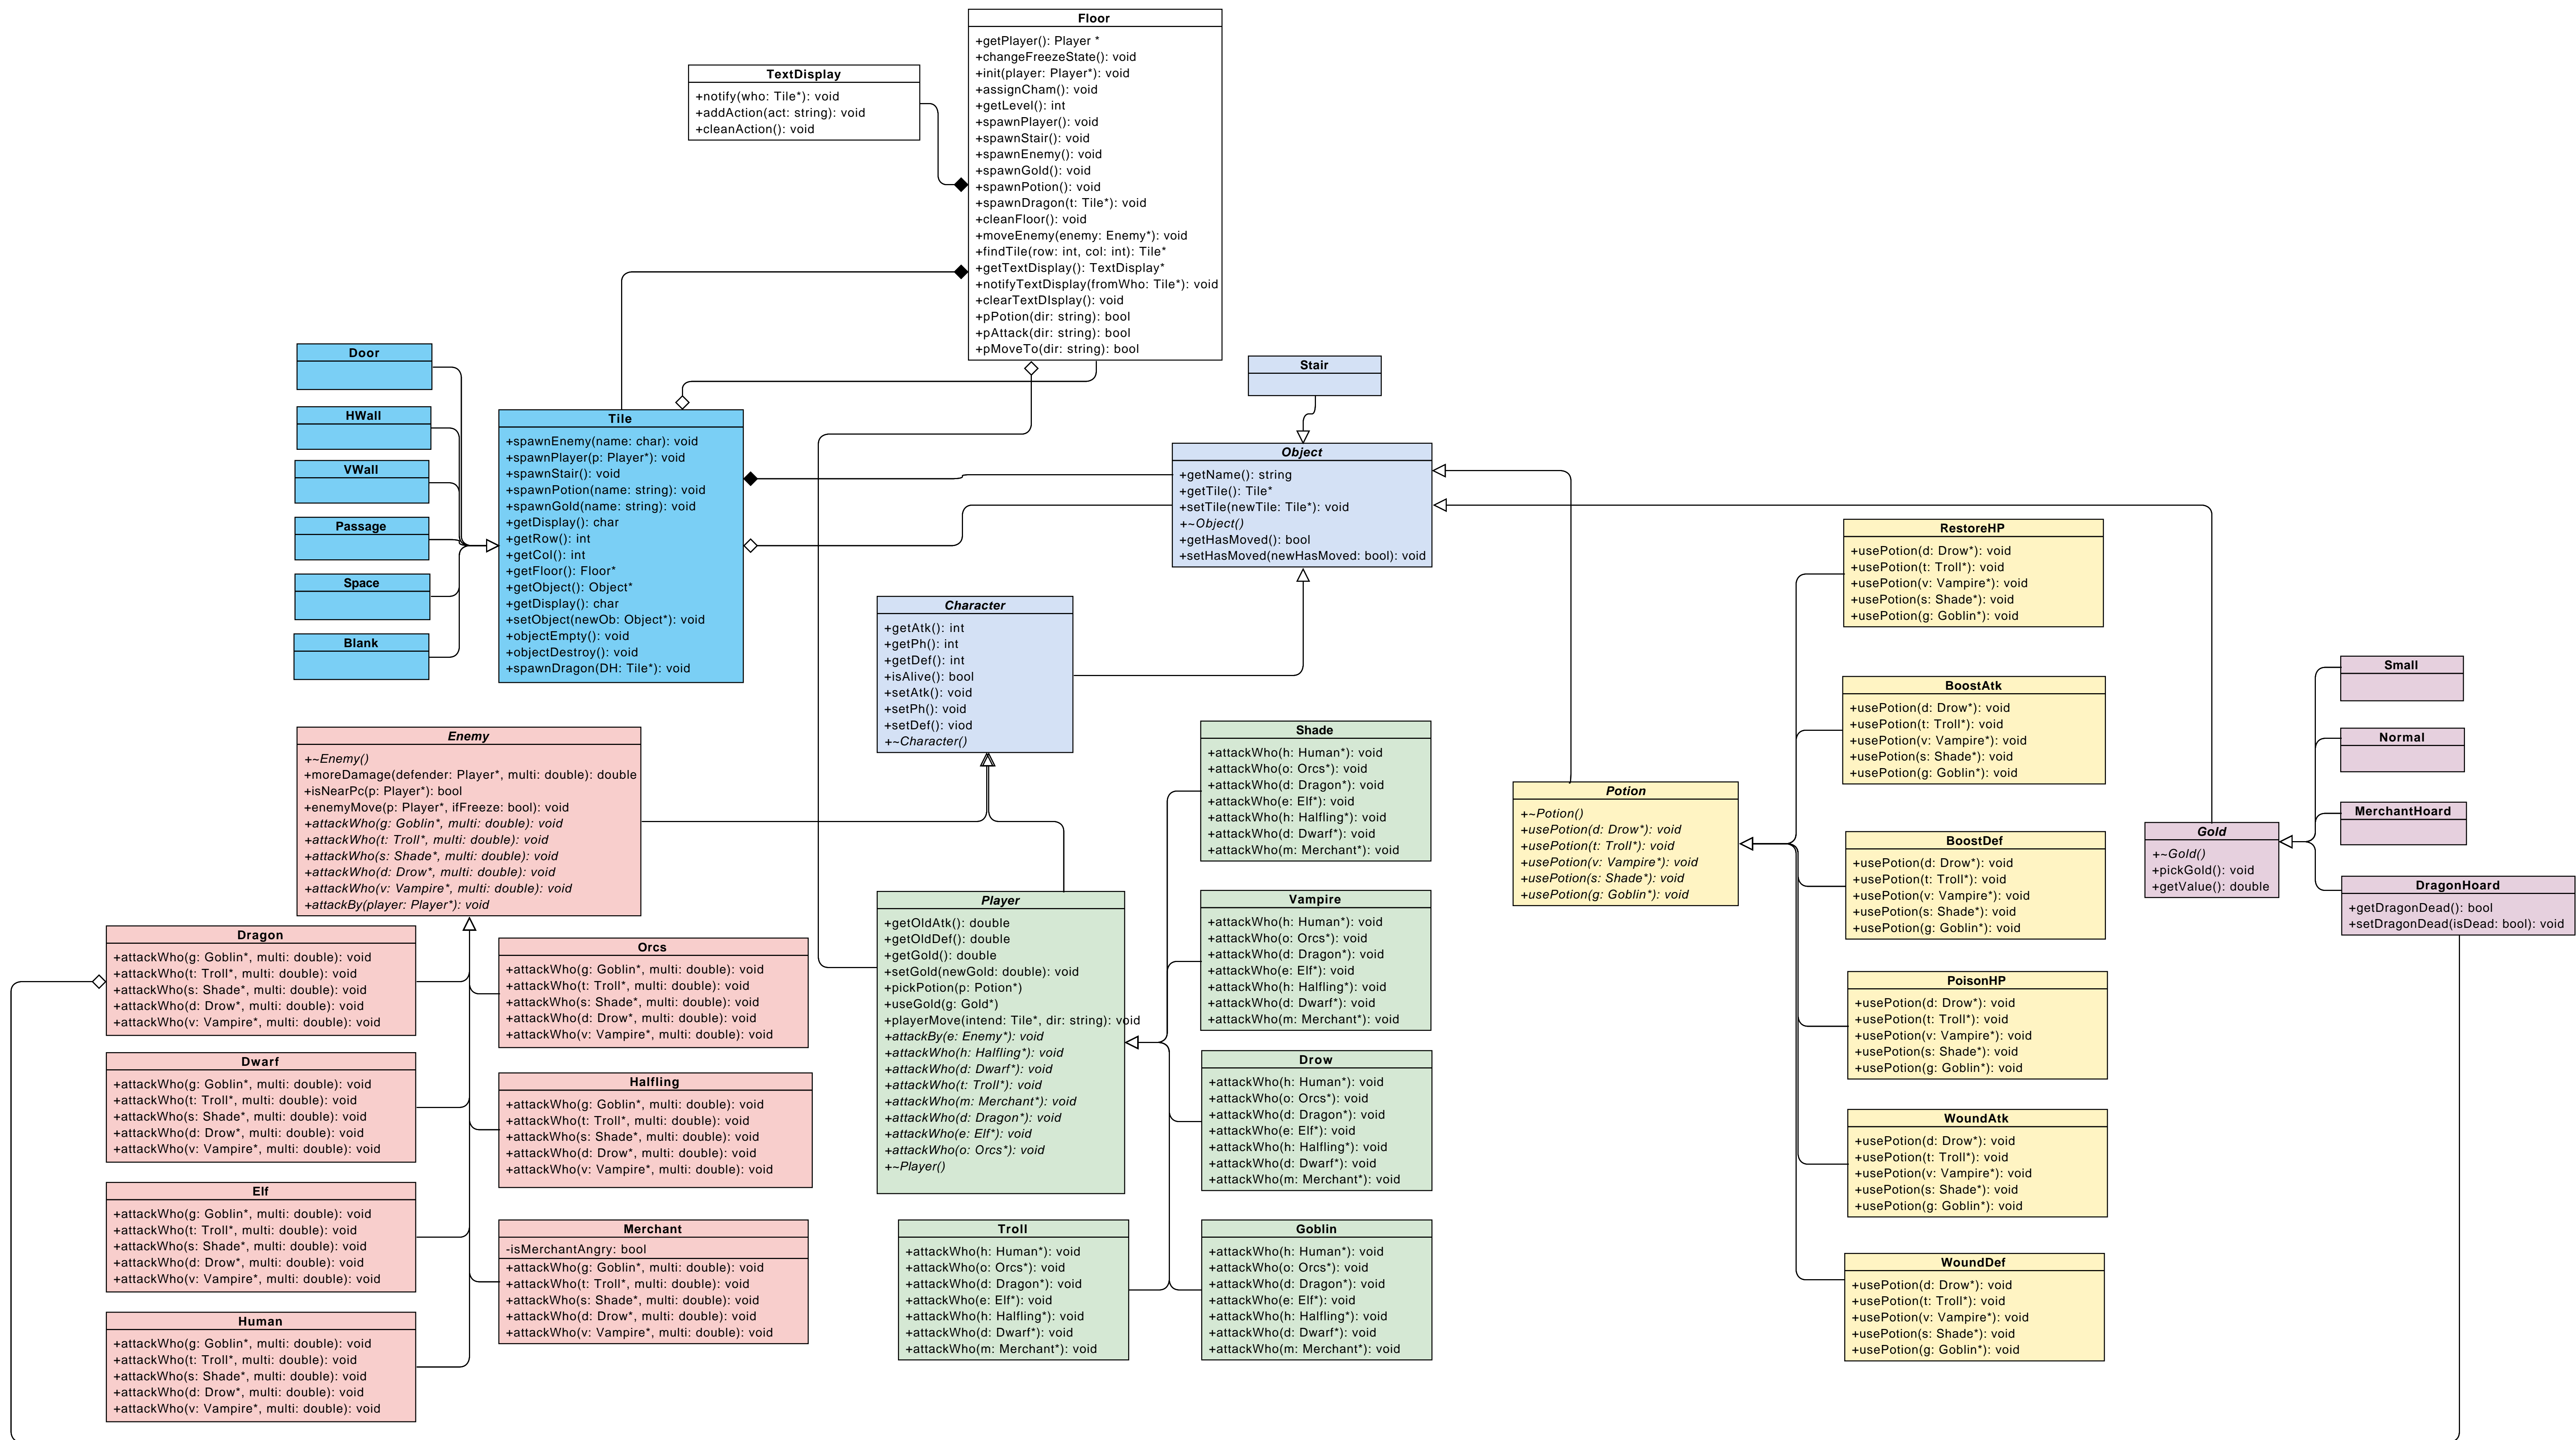 Floor
+getPlayer(): Player *
+changeFreezeState(): void
+init(player: Player*): void
+assignCham(): void
+getLevel(): int
+spawnPlayer(): void
+spawnStair(): void
+spawnEnemy(): void
+spawnGold(): void
+spawnPotion(): void
+spawnDragon(t: Tile*): void
+cleanFloor(): void
+moveEnemy(enemy: Enemy*): void
+findTile(row: int, col: int): Tile*
+getTextDisplay(): TextDisplay*
+notifyTextDisplay(fromWho: Tile*): void
+clearTextDIsplay(): void
+pPotion(dir: string): bool
+pAttack(dir: string): bool
+pMoveTo(dir: string): bool
TextDisplay
+notify(who: Tile*): void
+addAction(act: string): void
+cleanAction(): void
Door
HWall
VWall
Passage
Space
Blank
Tile
+spawnEnemy(name: char): void
+spawnPlayer(p: Player*): void
+spawnStair(): void
+spawnPotion(name: string): void
+spawnGold(name: string): void
+getDisplay(): char
+getRow(): int
+getCol(): int
+getFloor(): Floor*
+getObject(): Object*
+getDisplay(): char
+setObject(newOb: Object*): void
+objectEmpty(): void
+objectDestroy(): void
+spawnDragon(DH: Tile*): void
Stair
Object
+getName(): string
+getTile(): Tile*
+setTile(newTile: Tile*): void
+~Object()
+getHasMoved(): bool
+setHasMoved(newHasMoved: bool): void
Character
+getAtk(): int
+getPh(): int
+getDef(): int
+isAlive(): bool
+setAtk(): void
+setPh(): void
+setDef(): viod
+~Character()
Enemy
+~Enemy()
+moreDamage(defender: Player*, multi: double): double
+isNearPc(p: Player*): bool
+enemyMove(p: Player*, ifFreeze: bool): void
+attackWho(g: Goblin*, multi: double): void
+attackWho(t: Troll*, multi: double): void
+attackWho(s: Shade*, multi: double): void
+attackWho(d: Drow*, multi: double): void
+attackWho(v: Vampire*, multi: double): void
+attackBy(player: Player*): void
Dragon
+attackWho(g: Goblin*, multi: double): void
+attackWho(t: Troll*, multi: double): void
+attackWho(s: Shade*, multi: double): void
+attackWho(d: Drow*, multi: double): void
+attackWho(v: Vampire*, multi: double): void
Dwarf
+attackWho(g: Goblin*, multi: double): void
+attackWho(t: Troll*, multi: double): void
+attackWho(s: Shade*, multi: double): void
+attackWho(d: Drow*, multi: double): void
+attackWho(v: Vampire*, multi: double): void
Elf
+attackWho(g: Goblin*, multi: double): void
+attackWho(t: Troll*, multi: double): void
+attackWho(s: Shade*, multi: double): void
+attackWho(d: Drow*, multi: double): void
+attackWho(v: Vampire*, multi: double): void
Human
+attackWho(g: Goblin*, multi: double): void
+attackWho(t: Troll*, multi: double): void
+attackWho(s: Shade*, multi: double): void
+attackWho(d: Drow*, multi: double): void
+attackWho(v: Vampire*, multi: double): void
Orcs
+attackWho(g: Goblin*, multi: double): void
+attackWho(t: Troll*, multi: double): void
+attackWho(s: Shade*, multi: double): void
+attackWho(d: Drow*, multi: double): void
+attackWho(v: Vampire*, multi: double): void
Halfling
+attackWho(g: Goblin*, multi: double): void
+attackWho(t: Troll*, multi: double): void
+attackWho(s: Shade*, multi: double): void
+attackWho(d: Drow*, multi: double): void
+attackWho(v: Vampire*, multi: double): void
Merchant
-isMerchantAngry: bool
+attackWho(g: Goblin*, multi: double): void
+attackWho(t: Troll*, multi: double): void
+attackWho(s: Shade*, multi: double): void
+attackWho(d: Drow*, multi: double): void
+attackWho(v: Vampire*, multi: double): void
Player
+getOldAtk(): double
+getOldDef(): double
+getGold(): double
+setGold(newGold: double): void
+pickPotion(p: Potion*)
+useGold(g: Gold*)
+playerMove(intend: Tile*, dir: string): void
+attackBy(e: Enemy*): void
+attackWho(h: Halfling*): void
+attackWho(d: Dwarf*): void
+attackWho(t: Troll*): void
+attackWho(m: Merchant*): void
+attackWho(d: Dragon*): void
+attackWho(e: Elf*): void
+attackWho(o: Orcs*): void
+~Player()
Shade
+attackWho(h: Human*): void
+attackWho(o: Orcs*): void
+attackWho(d: Dragon*): void
+attackWho(e: Elf*): void
+attackWho(h: Halfling*): void
+attackWho(d: Dwarf*): void
+attackWho(m: Merchant*): void
Vampire
+attackWho(h: Human*): void
+attackWho(o: Orcs*): void
+attackWho(d: Dragon*): void
+attackWho(e: Elf*): void
+attackWho(h: Halfling*): void
+attackWho(d: Dwarf*): void
+attackWho(m: Merchant*): void
Drow
+attackWho(h: Human*): void
+attackWho(o: Orcs*): void
+attackWho(d: Dragon*): void
+attackWho(e: Elf*): void
+attackWho(h: Halfling*): void
+attackWho(d: Dwarf*): void
+attackWho(m: Merchant*): void
Troll
+attackWho(h: Human*): void
+attackWho(o: Orcs*): void
+attackWho(d: Dragon*): void
+attackWho(e: Elf*): void
+attackWho(h: Halfling*): void
+attackWho(d: Dwarf*): void
+attackWho(m: Merchant*): void
Goblin
+attackWho(h: Human*): void
+attackWho(o: Orcs*): void
+attackWho(d: Dragon*): void
+attackWho(e: Elf*): void
+attackWho(h: Halfling*): void
+attackWho(d: Dwarf*): void
+attackWho(m: Merchant*): void
Potion
+~Potion()
+usePotion(d: Drow*): void
+usePotion(t: Troll*): void
+usePotion(v: Vampire*): void
+usePotion(s: Shade*): void
+usePotion(g: Goblin*): void
RestoreHP
+usePotion(d: Drow*): void
+usePotion(t: Troll*): void
+usePotion(v: Vampire*): void
+usePotion(s: Shade*): void
+usePotion(g: Goblin*): void
BoostAtk
+usePotion(d: Drow*): void
+usePotion(t: Troll*): void
+usePotion(v: Vampire*): void
+usePotion(s: Shade*): void
+usePotion(g: Goblin*): void
BoostDef
+usePotion(d: Drow*): void
+usePotion(t: Troll*): void
+usePotion(v: Vampire*): void
+usePotion(s: Shade*): void
+usePotion(g: Goblin*): void
PoisonHP
+usePotion(d: Drow*): void
+usePotion(t: Troll*): void
+usePotion(v: Vampire*): void
+usePotion(s: Shade*): void
+usePotion(g: Goblin*): void
WoundAtk
+usePotion(d: Drow*): void
+usePotion(t: Troll*): void
+usePotion(v: Vampire*): void
+usePotion(s: Shade*): void
+usePotion(g: Goblin*): void
WoundDef
+usePotion(d: Drow*): void
+usePotion(t: Troll*): void
+usePotion(v: Vampire*): void
+usePotion(s: Shade*): void
+usePotion(g: Goblin*): void
Gold
+~Gold()
+pickGold(): void
+getValue(): double
Small
Normal
MerchantHoard
DragonHoard
+getDragonDead(): bool
+setDragonDead(isDead: bool): void